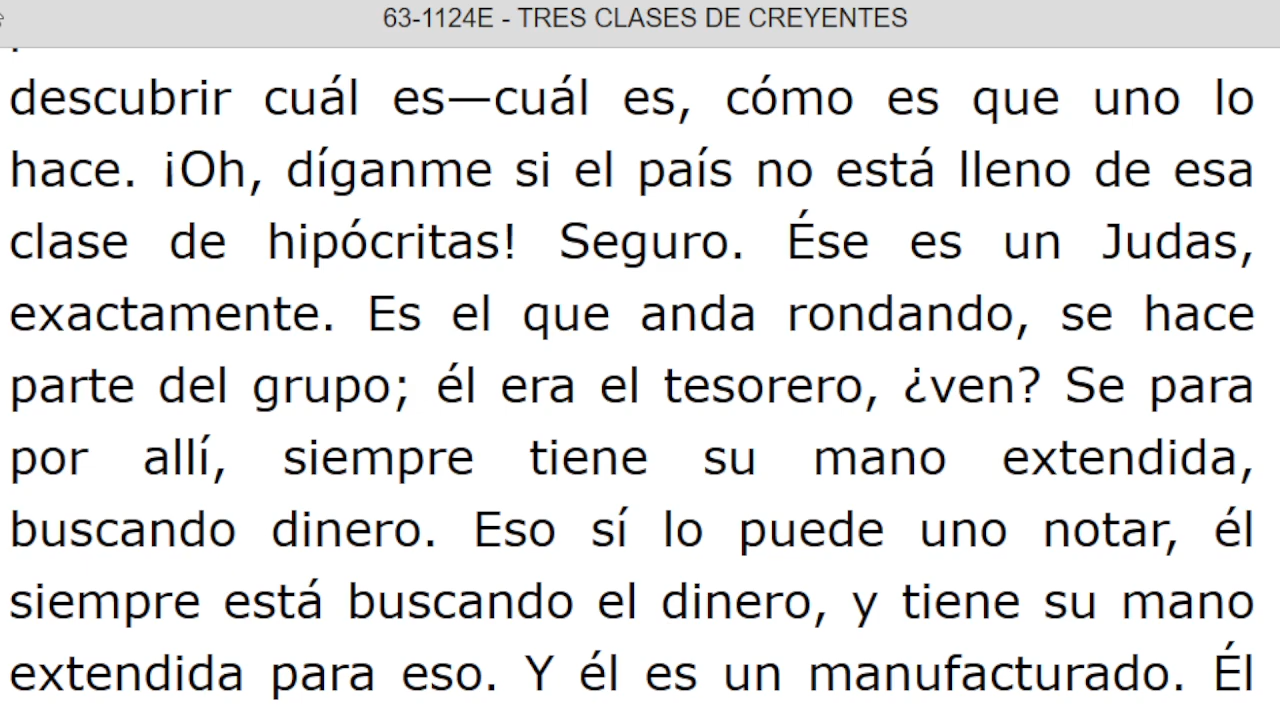 63-1124E - TRES CLASES DE CREYENTES
descubrir cuál es—cuál es, cómo es que uno lo
hace. ¡Oh, díganme si el país no está lleno de esa
clase de hipócritas! Seguro. Ése es un Judas,
exactamente. Es el que anda rondando, se hace
parte del grupo; él era el tesorero, ¿ven? Se para
por allí, siempre tiene su mano extendida,
buscando dinero. Eso sí lo puede uno notar, él
siempre está buscando el dinero, y tiene su mano
extendida para eso. Y él es un manufacturado. Él